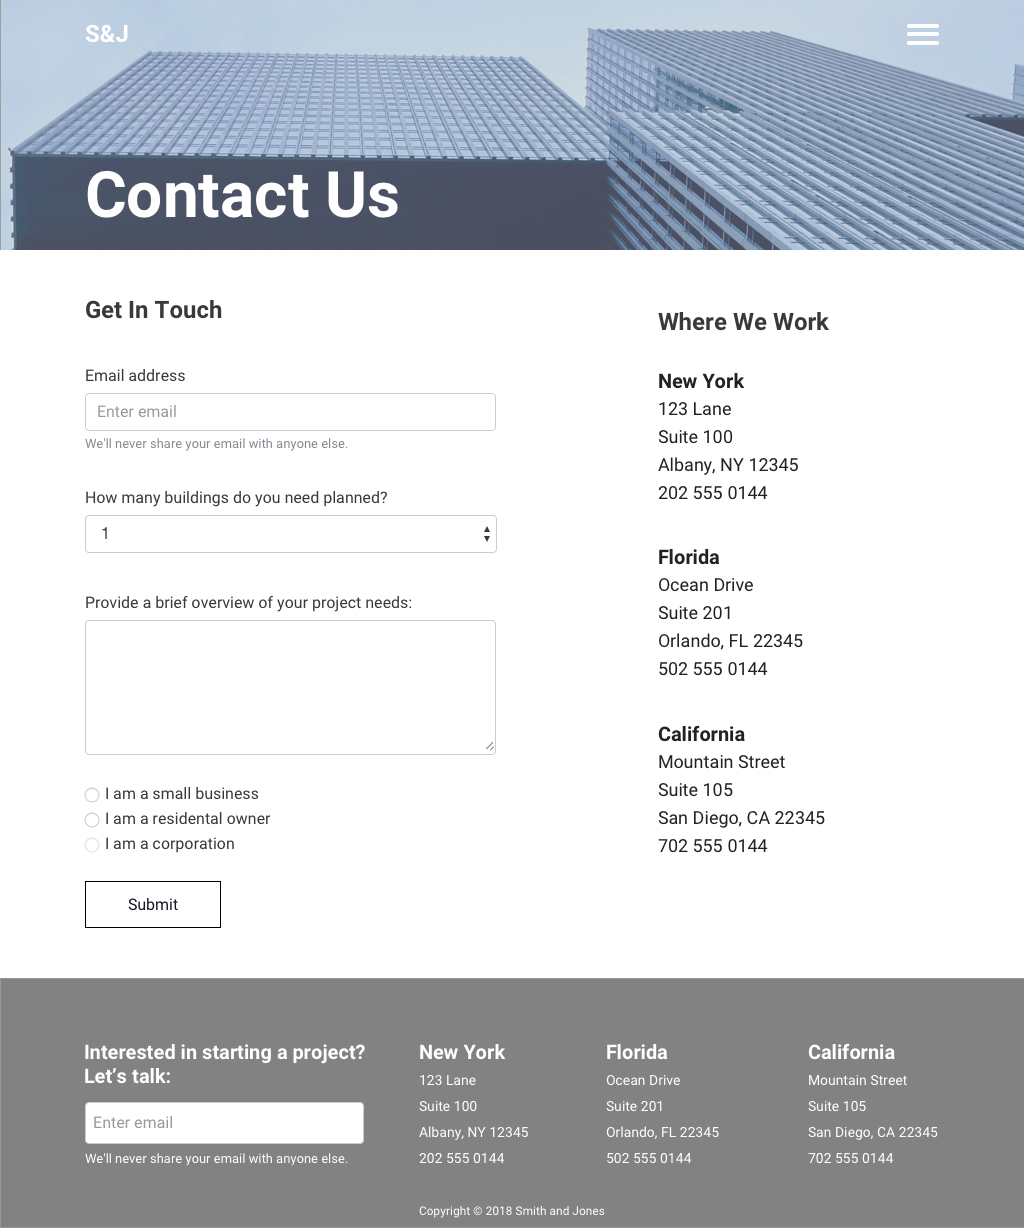 S&J
Contact Us
Get In Touch
Email address
Enter email
We'll never share your email with anyone else.
How many buildings do you need planned?
1
Provide a brief overview of your project needs:
I am a small business
I am a residental owner
I am a corporation
Submit
Where We Work
New York
123 Lane
Suite 100
Albany, NY 12345
202 555 0144
Florida
Ocean Drive
Suite 201
Orlando, FL 22345
502 555 0144
California
Mountain Street
Suite 105
San Diego, CA 22345
702 555 0144
Interested in starting a project?
Let’s talk:
Enter email
We'll never share your email with anyone else.
New York
123 Lane
Suite 100
Albany, NY 12345
202 555 0144
Florida
Ocean Drive
Suite 201
Orlando, FL 22345
502 555 0144
California
Mountain Street
Suite 105
San Diego, CA 22345
702 555 0144
Copyright © 2018 Smith and Jones